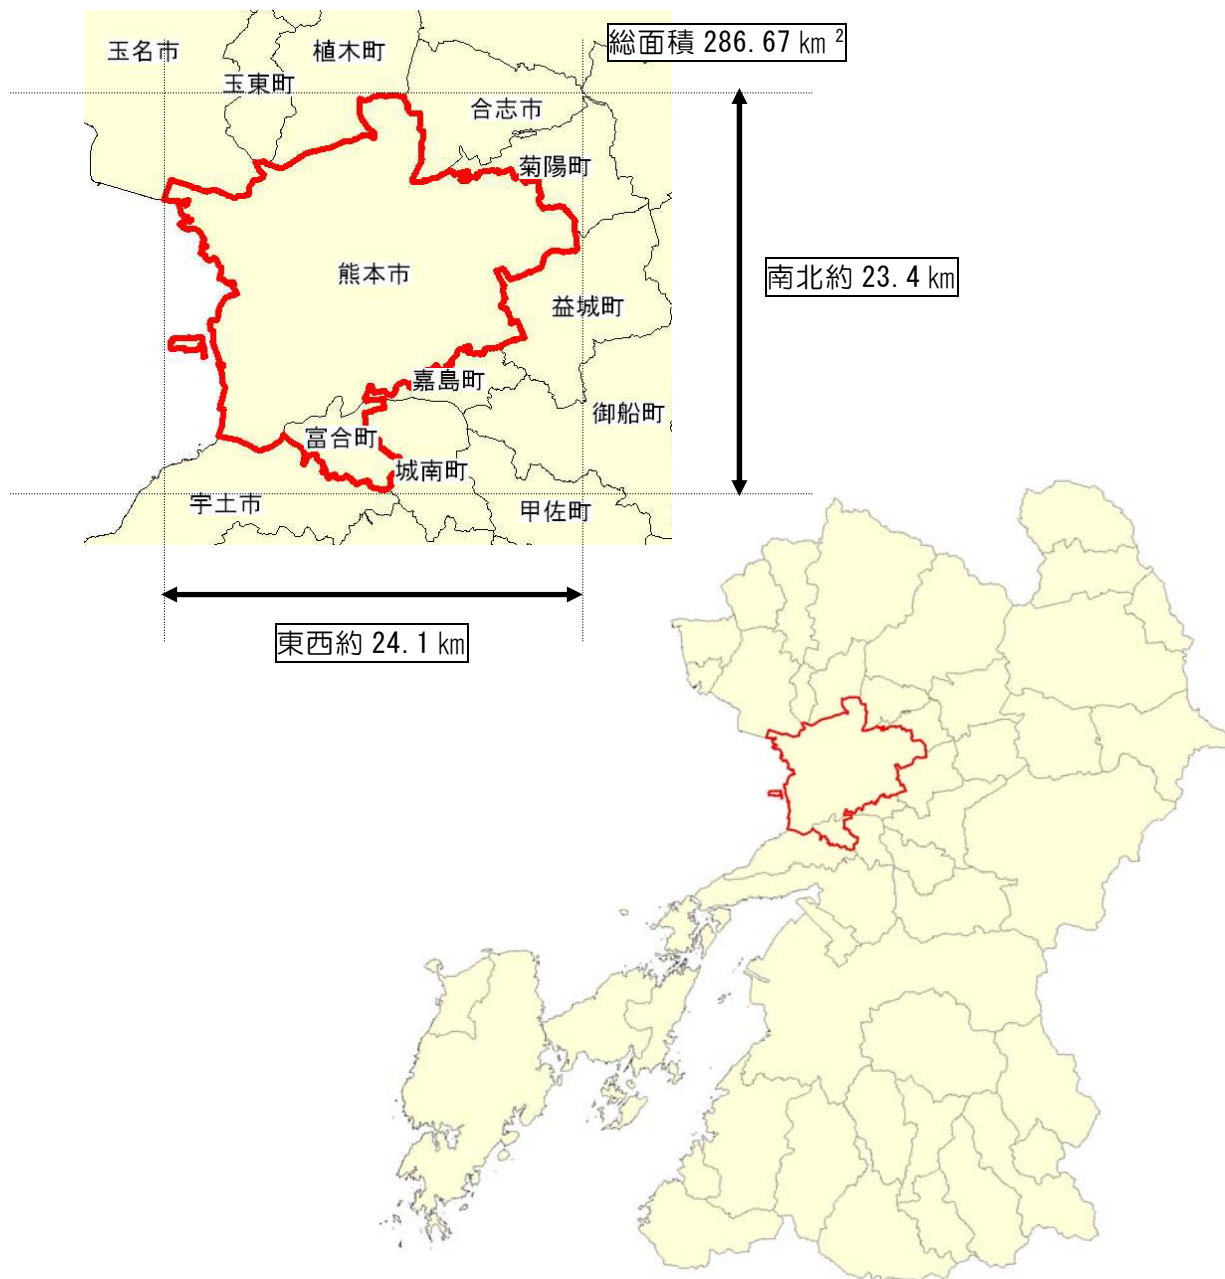 総面積 286.67 ㎢
玉名市
植木町
玉東町
合志市
菊陽町
熊本市
南北約 23.4 ㎞
益城町
嘉島町
御船町
富合町
城南町
宇土市
甲佐町
東西約 24.1 ㎞